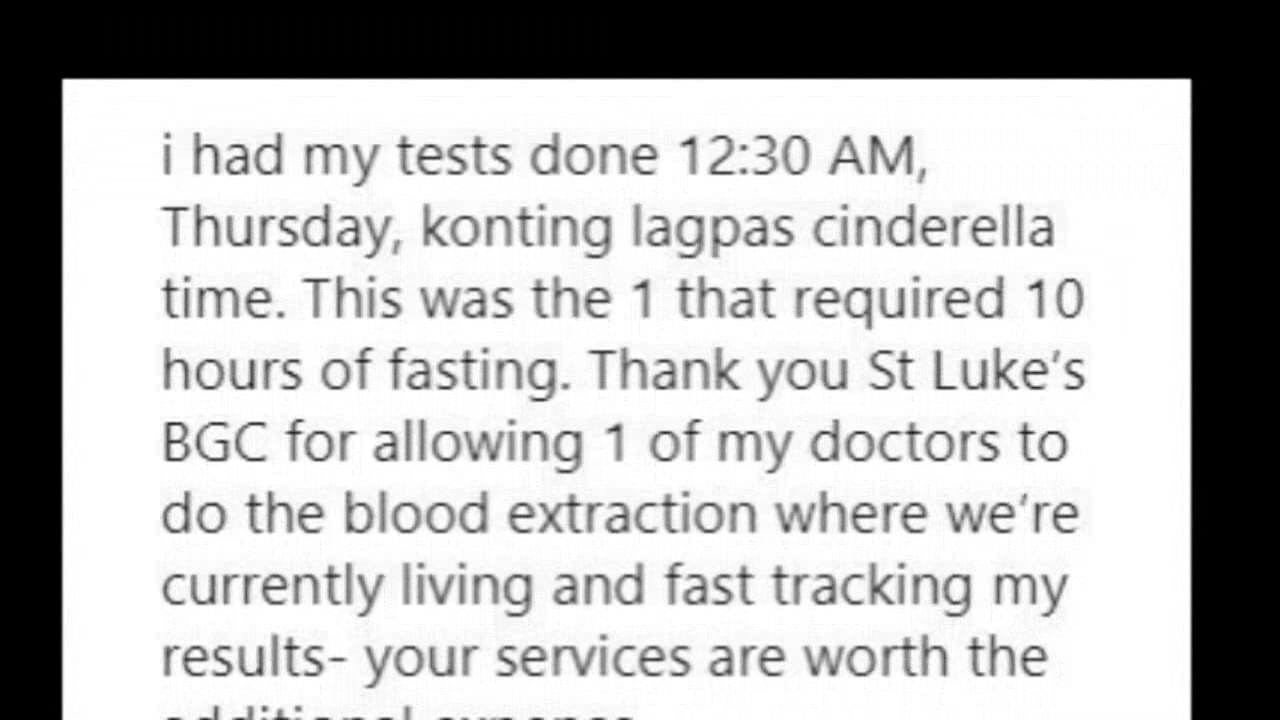 i had my tests done 12:30 AM,
Thursday, konting lagpas cinderella
time. This was the 1 that required 10
hours of fasting. Thank you St Luke’s
BGC for allowing 1 of my doctors to
do the blood extraction where we’re
currently living and fast tracking my
results- your services are worth the